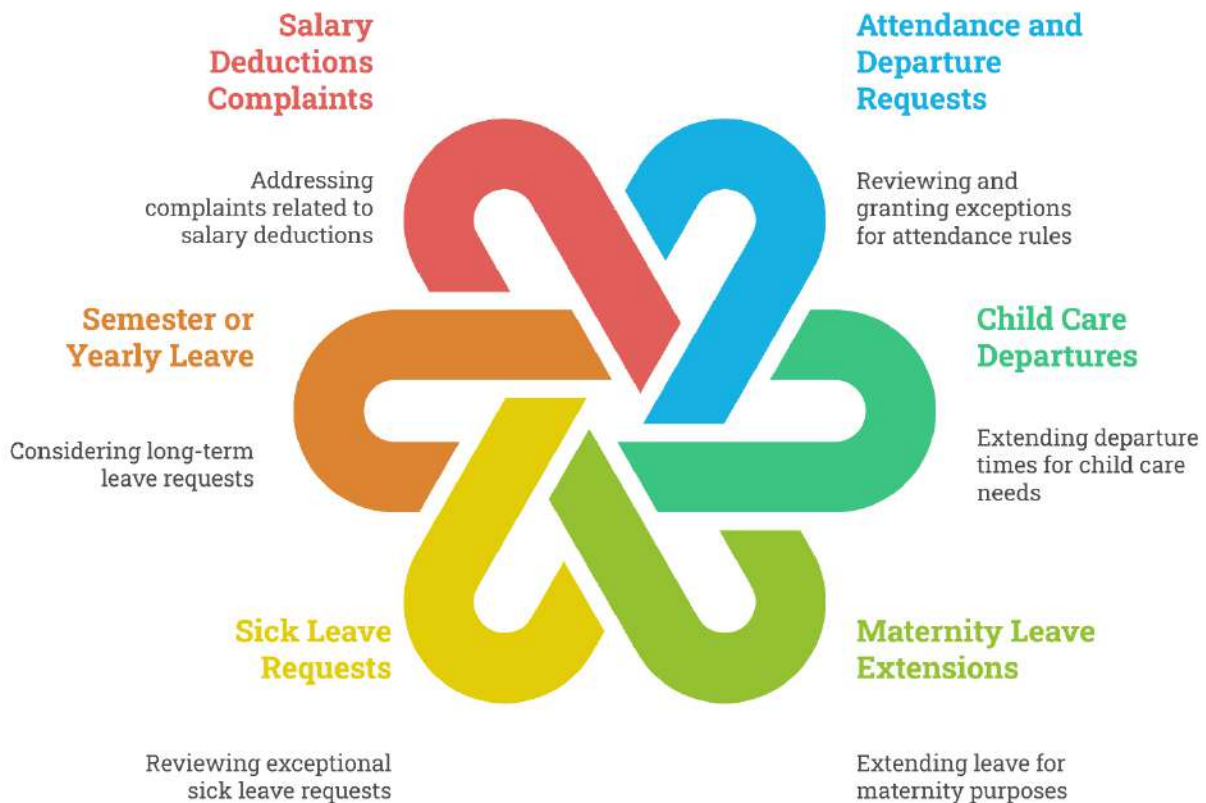 Salary
Deductions
Complaints
Addressing
complaints related to
salary deductions
Attendance and
Departure
Requests
Reviewing and
granting exceptions
for attendance rules
Semester or
Yearly Leave
Considering long-term
leave requests
Child Care
Departures
Extending departure
times for child care
needs
Sick Leave
Requests
Reviewing exceptional
sick leave requests
Maternity Leave
Extensions
Extending leave for
maternity purposes